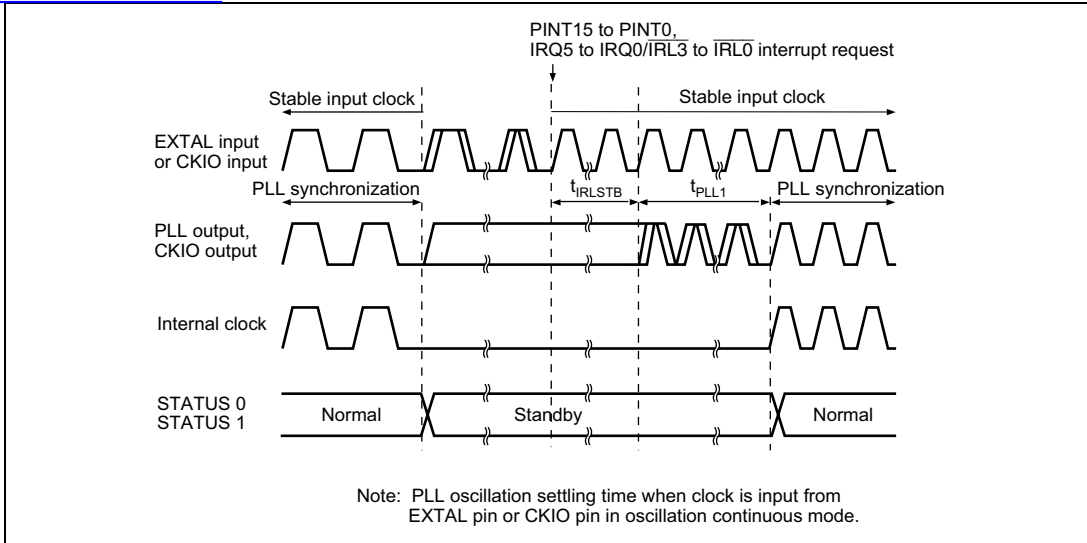 PINT15 to PINT0,
IRQ5 to IRQ0/IRL3 to IRL0 interrupt request
Stable input clock
Stable input clock
EXTAL input
or CKIO input
PLL synchronization
tIRLSTB
tPLL1
PLL synchronization
PLL output,
CKIO output
Internal clock
STATUS 0
STATUS 1
Normal
Standby
Normal
Note: PLL oscillation settling time when clock is input from
EXTAL pin or CKIO pin in oscillation continuous mode.